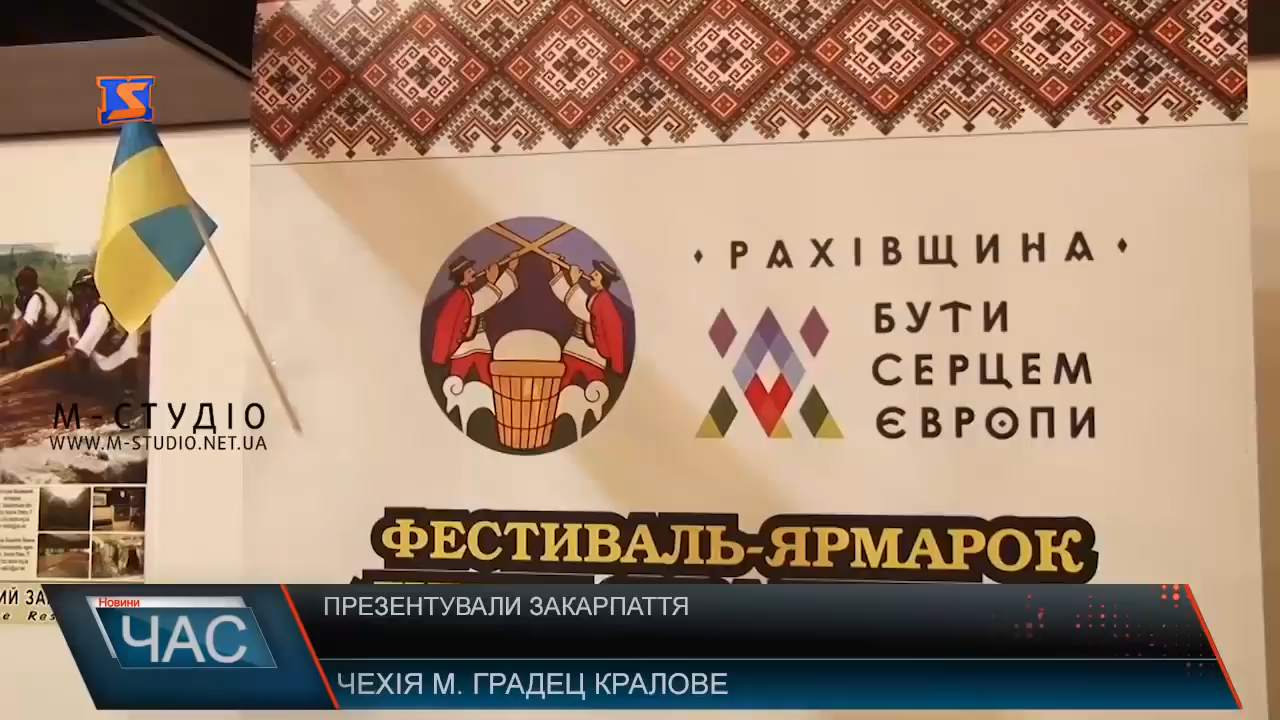 РАХІВЩИНА
БУТИ
СЕРЦЕМ
ЄВРОПИ
М-СТУДІО
WWW.M-STUDIO.NET.UA
ФЕСТИВАЛЬ-ЯРМАРОК
Новини
ЧАС
ПРЕЗЕНТУВАЛИ ЗАКАРПАТТЯ
ЧЕХІЯ М. ГРАДЕЦ КРАЛОВЕ